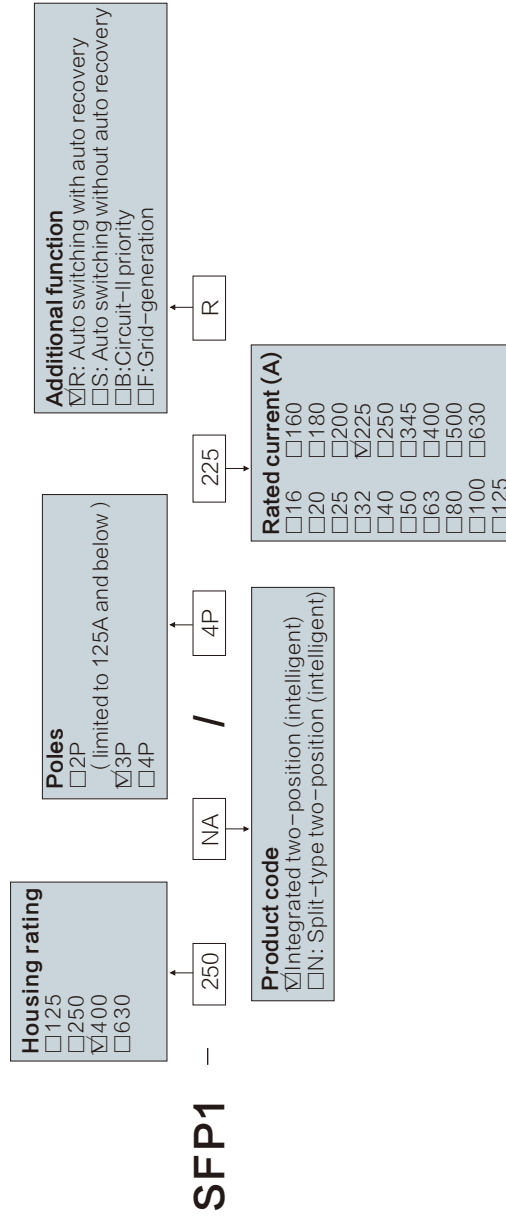 Housing rating
□125
□250
☑400
□630
Poles
□2P
( limited to 125A and below )
☑3P
□4P
Additional function
☑R: Auto switching with auto recovery
□S: Auto switching without auto recovery
□B:Circuit-II priority
□F:Grid-generation
SFP1 – 250 NA / 4P 225 R
Product code
☑Integrated two-position (intelligent)
□N: Split-type two-position (intelligent)
Rated current (A)
□16 □160
□20 □180
□25 □200
□32 ☑225
□40 □250
□50 □345
□63 □400
□80 □500
□100 □630
□125